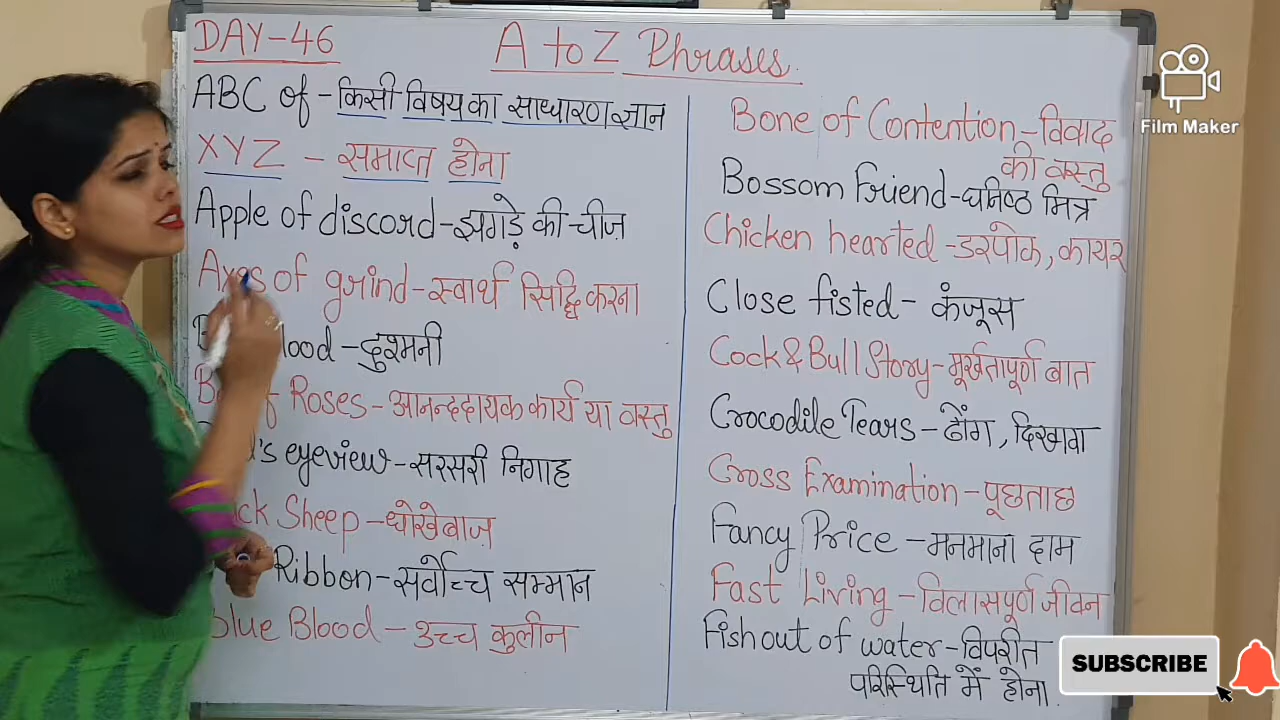 DAY-46
A to Z Phrases.
ABC of - किसी विषय का साधारण ज्ञान
XYZ - समाप्त होना
Apple of discord - झगड़े की चीज़
Axes of grind - स्वार्थ सिद्धि करना
lood - दुश्मनी
Roses - आनन्ददायक कार्य या वस्तु
's eyeview - सरसरी निगाह
ck Sheep - धोखेबाज़
Ribbon - सर्वोच्च सम्मान
Blue Blood - उच्च कुलीन
Bone of Contention - विवाद
की वस्तु
Bossom Friend - घनिष्ठ मित्र
Chicken hearted - डरपोक, कायर
Close fisted - कंजूस
Cock & Bull Story - मूर्खतापूर्ण बात
Crocodile Tears - ढोंग, दिखावा
Cross Examination - पूछताछ
Fancy Price - मनमाना दाम
Fast Living - विलासपूर्ण जीवन
Fish out of water - विपरीत
परिस्थिति में होना
Film Maker
SUBSCRIBE